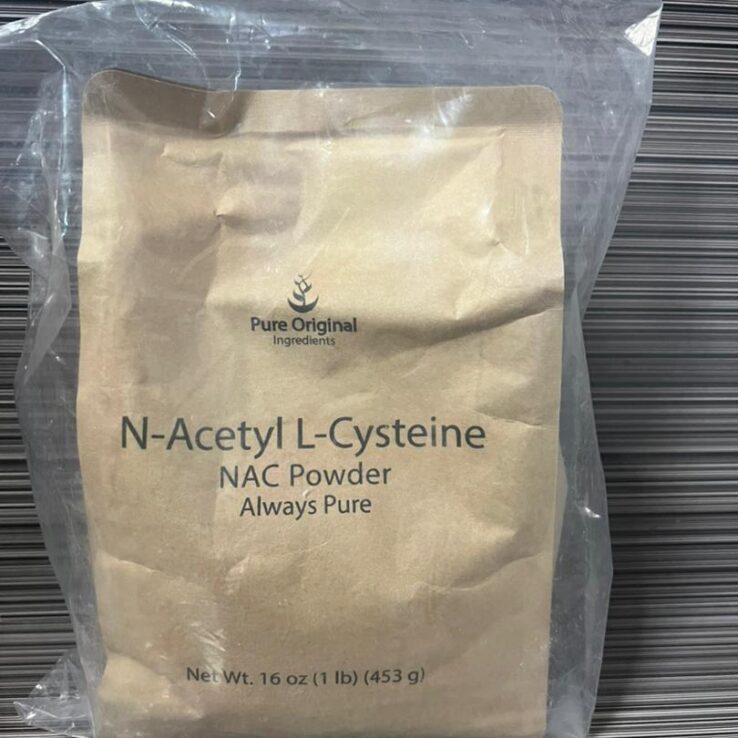 Pure Original
Ingredients
N-Acetyl L-Cysteine
NAC Powder
Always Pure
Net Wt. 16 oz (1 lb) (453 g)